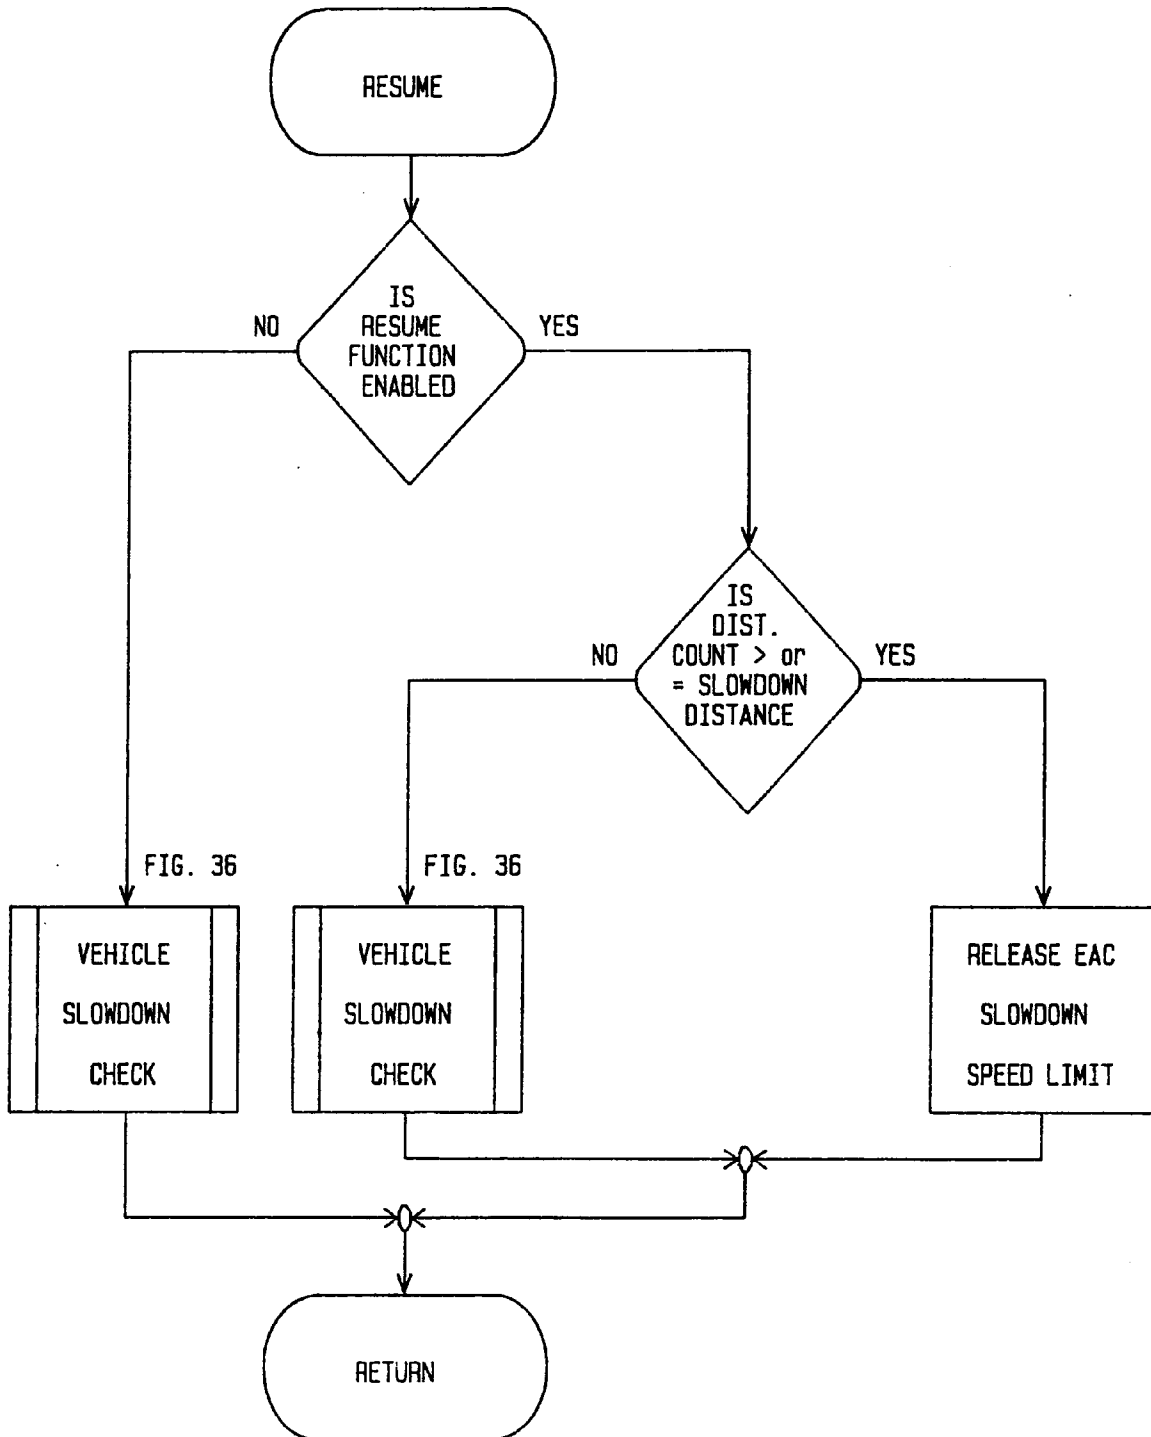 RESUME
IS
RESUME
FUNCTION
ENABLED
NO
YES
IS
DIST.
COUNT > or
= SLOWDOWN
DISTANCE
NO
YES
FIG. 36
FIG. 36
VEHICLE
SLOWDOWN
CHECK
VEHICLE
SLOWDOWN
CHECK
RELEASE EAC
SLOWDOWN
SPEED LIMIT
RETURN